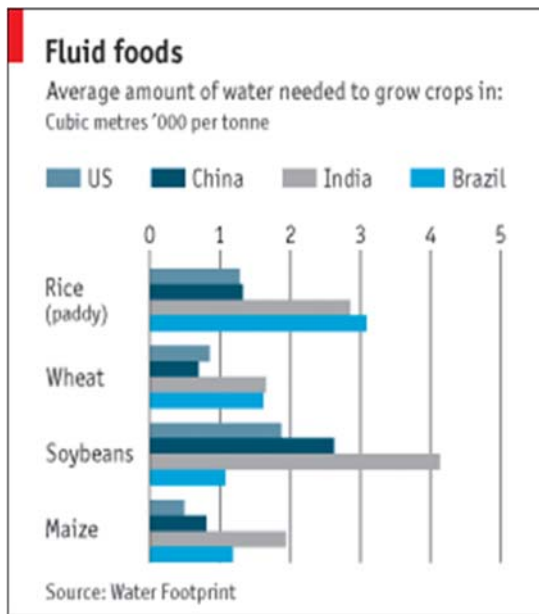 Fluid foods
Average amount of water needed to grow crops in:
Cubic metres ’000 per tonne
US China India Brazil
0 1 2 3 4 5
Rice
(paddy)
Wheat
Soybeans
Maize
Source: Water Footprint